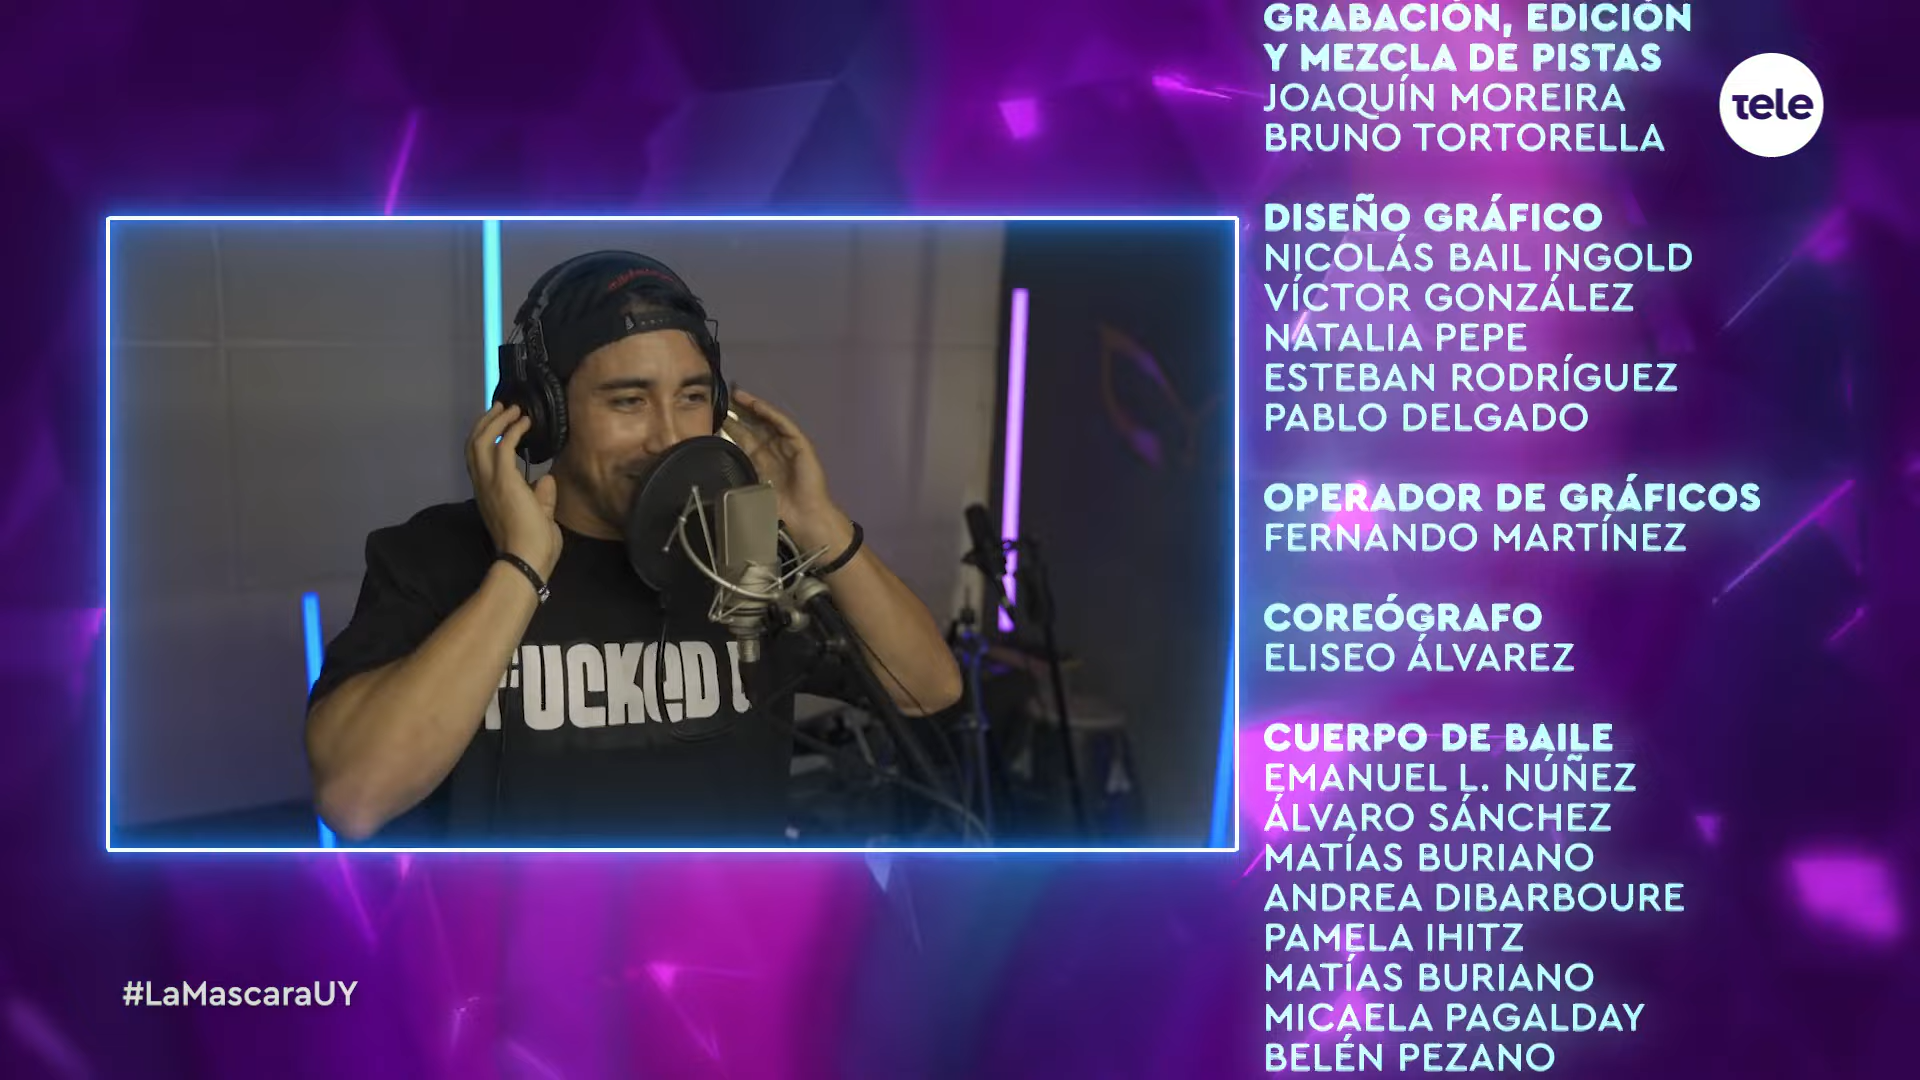 GRABACIÓN, EDICIÓN
Y MEZCLA DE PISTAS
JOAQUÍN MOREIRA
BRUNO TORTORELLA
tele
DISEÑO GRÁFICO
NICOLÁS BAIL INGOLD
VÍCTOR GONZÁLEZ
NATALIA PEPE
ESTEBAN RODRÍGUEZ
PABLO DELGADO
OPERADOR DE GRÁFICOS
FERNANDO MARTÍNEZ
COREÓGRAFO
ELISEO ÁLVAREZ
CUERPO DE BAILE
EMANUEL L. NÚÑEZ
ÁLVARO SÁNCHEZ
MATÍAS BURIANO
ANDREA DIBARBOURE
PAMELA IHITZ
MATÍAS BURIANO
MICAELA PAGALDAY
BELÉN PEZANO
FUCKED U
#LaMascaraUY